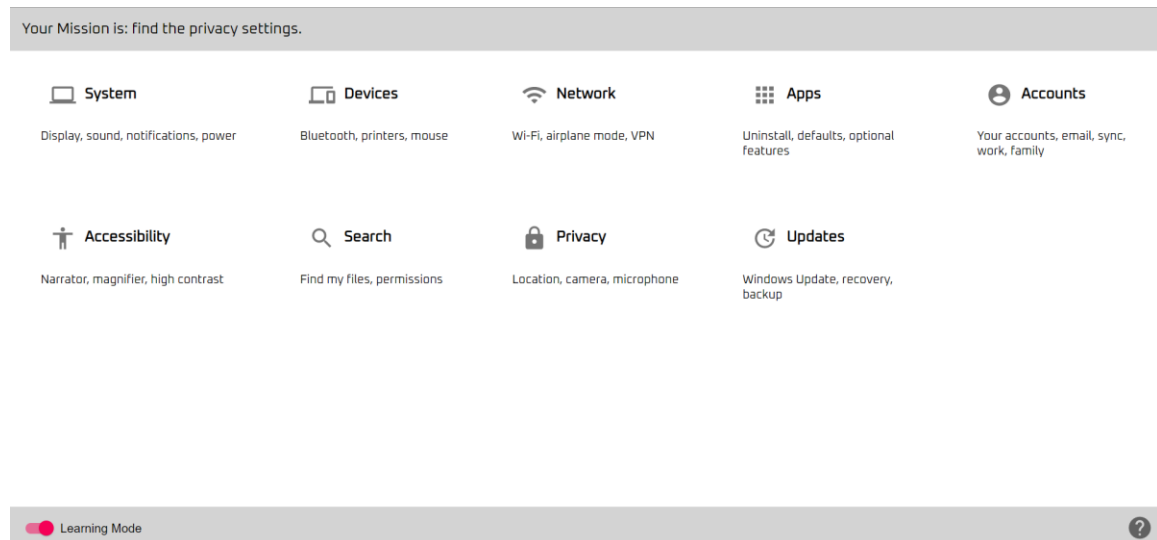 Your Mission is: find the privacy settings.
System
Display, sound, notifications, power
Devices
Bluetooth, printers, mouse
Network
Wi-Fi, airplane mode, VPN
Apps
Uninstall, defaults, optional
features
Accounts
Your accounts, email, sync,
work, family
Accessibility
Narrator, magnifier, high contrast
Search
Find my files, permissions
Privacy
Location, camera, microphone
Updates
Windows Update, recovery,
backup
Learning Mode
?